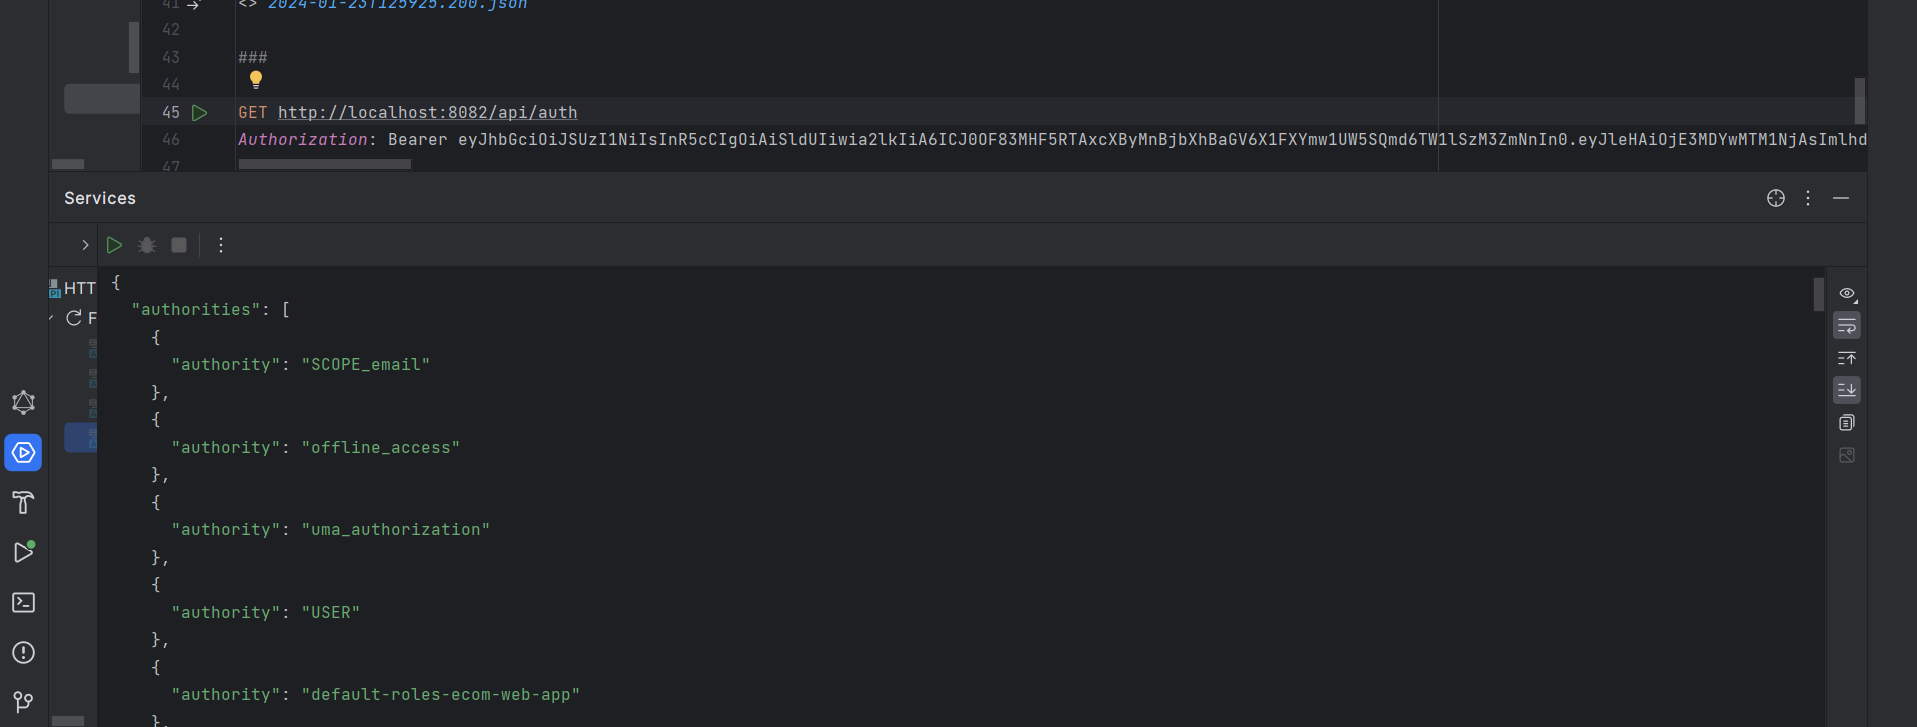 41 <> 2024-01-23T125925.200.json
42
43 ###
44
45 GET http://localhost:8082/api/auth
46 Authorization: Bearer eyJhbGciOiJSUzI1NiIsInR5cCIgOiAiSldUIiwia2lkIiA6ICJ0OF83MHF5RTAxcXByMnBjbXhBaGV6X1FXYmw1UW5SQmd6TW1lSzM3ZmNnIn0.eyJleHAiOjE3MDYwMTM1NjAsImlhd
47
Services
HTT
F
{
"authorities": [
{
"authority": "SCOPE_email"
},
{
"authority": "offline_access"
},
{
"authority": "uma_authorization"
},
{
"authority": "USER"
},
{
"authority": "default-roles-ecom-web-app"
},